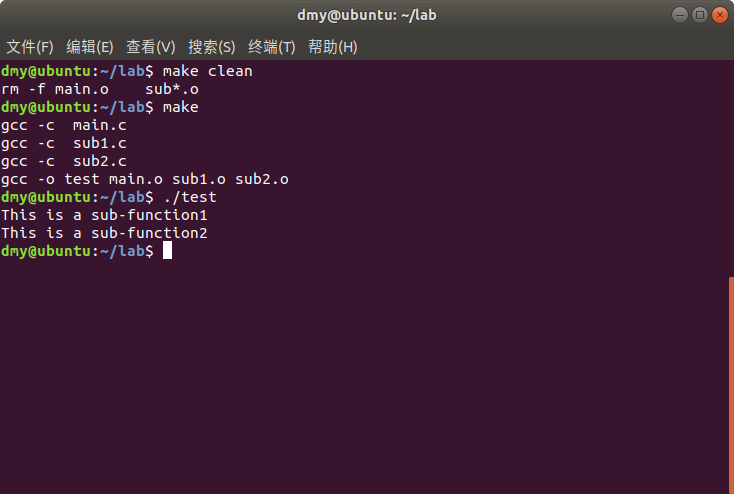 dmy@ubuntu: ~/lab
文件(F) 编辑(E) 查看(V) 搜索(S) 终端(T) 帮助(H)
dmy@ubuntu:~/lab$ make clean
rm -f main.o    sub*.o
dmy@ubuntu:~/lab$ make
gcc -c  main.c
gcc -c  sub1.c
gcc -c  sub2.c
gcc -o test main.o sub1.o sub2.o
dmy@ubuntu:~/lab$ ./test
This is a sub-function1
This is a sub-function2
dmy@ubuntu:~/lab$